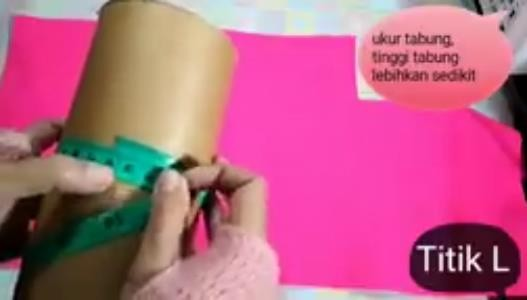 ukur tabung,
tinggi tabung
lebihkan sedikit
Titik L